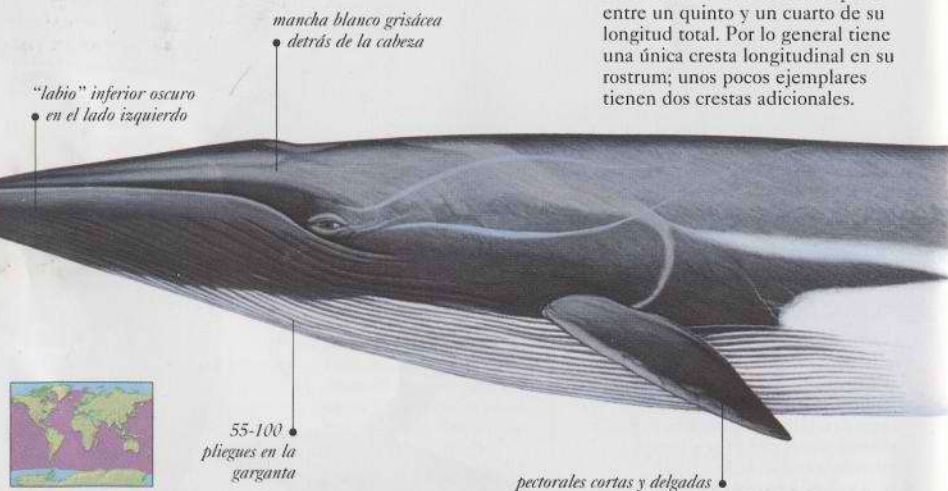 entre un quinto y un cuarto de su
longitud total. Por lo general tiene
una única cresta longitudinal en su
rostrum; unos pocos ejemplares
tienen dos crestas adicionales.
mancha blanco grisácea
detrás de la cabeza
“labio” inferior oscuro
en el lado izquierdo
55-100
pliegues en la
garganta
pectorales cortas y delgadas